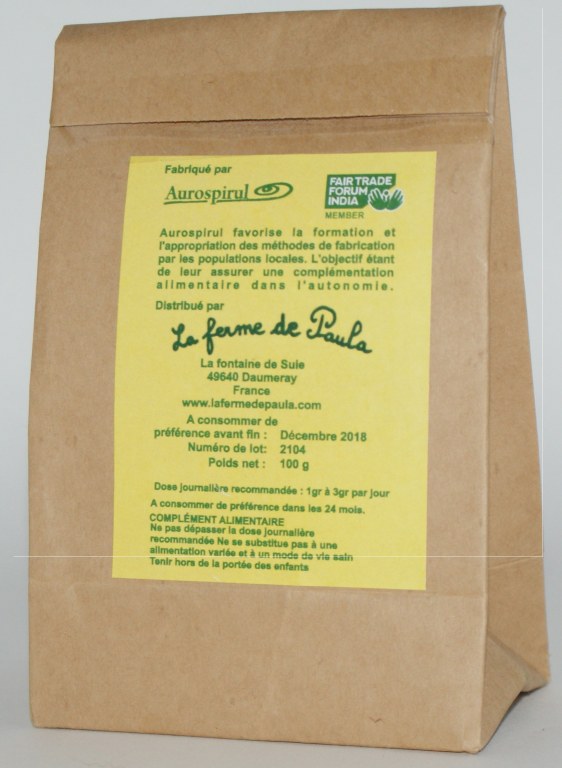 Fabriqué par
Aurospirul
FAIR TRADE
FORUM
INDIA
MEMBER
Aurospirul favorise la formation et
l'appropriation des méthodes de fabrication
par les populations locales. L'objectif étant
de leur assurer une complémentation
alimentaire dans l'autonomie.
Distribué par
La ferme de Paula
La fontaine de Suie
49640 Daumeray
France
www.lafermedepaula.com
A consommer de
préférence avant fin : Décembre 2018
Numéro de lot: 2104
Poids net : 100 g
Dose journalière recommandée : 1gr à 3gr par jour
A consommer de préférence dans les 24 mois.
COMPLÉMENT ALIMENTAIRE
Ne pas dépasser la dose journalière
recommandée Ne se substitue pas à une
alimentation variée et à un mode de vie sain
Tenir hors de la portée des enfants